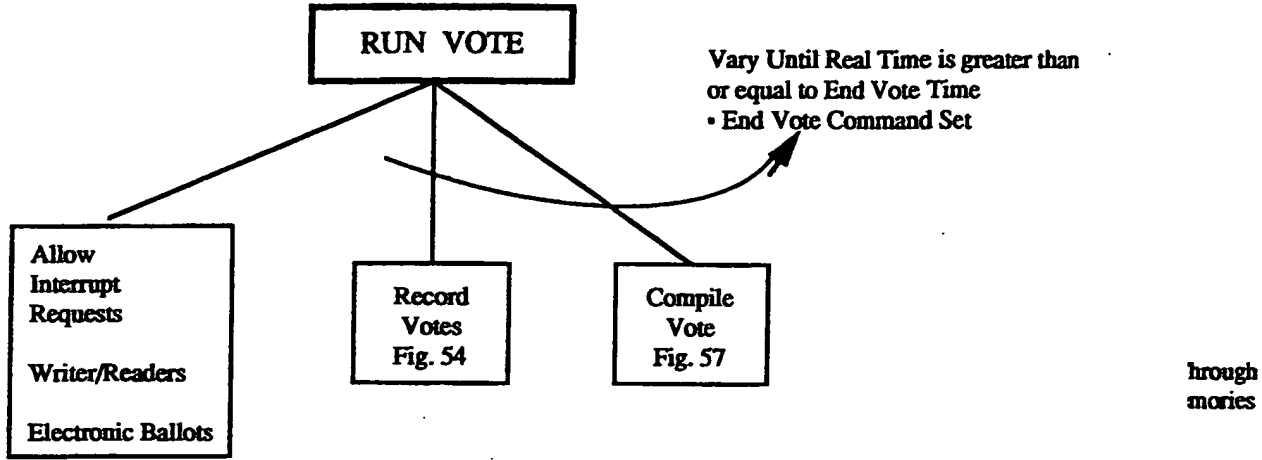 RUN VOTE
Vary Until Real Time is greater than
or equal to End Vote Time
• End Vote Command Set
Allow
Interrupt
Requests
Writer/Readers
Electronic Ballots
Record
Votes
Fig. 54
Compile
Vote
Fig. 57
hrough
mories